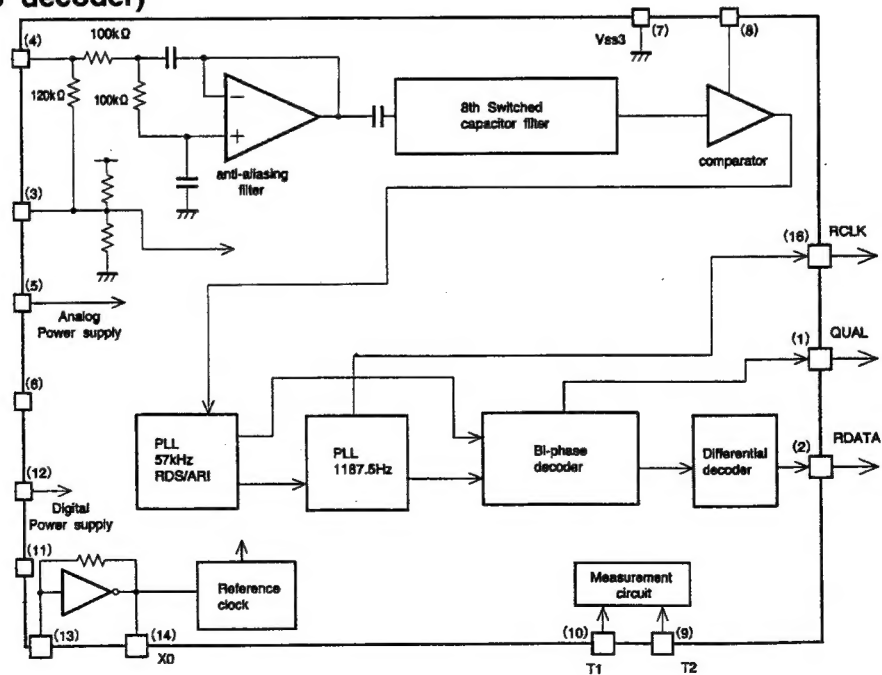 decoder)
(4)
100kΩ
120kΩ
100kΩ
anti-aliasing
filter
8th Switched
capacitor filter
Vss3
(7)
(8)
comparator
(3)
(5)
Analog
Power supply
(6)
(12)
Digital
Power supply
(11)
(13)
(14)
X0
PLL
57kHz
RDS/ARI
PLL
1187.5Hz
Bi-phase
decoder
Differential
decoder
(16)
RCLK
(1)
QUAL
(2)
RDATA
Reference
clock
Measurement
circuit
(10)
T1
(9)
T2